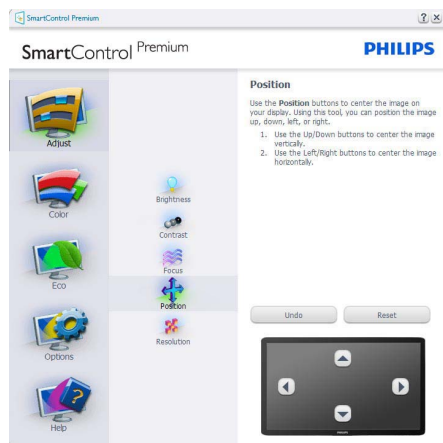 SmartControl Premium
SmartControl Premium
PHILIPS
Adjust
Color
Eco
Options
Help
Brightness
Contrast
Focus
Position
Resolution
Position
Use the Position buttons to center the image on
your display. Using this tool, you can position the image
up, down, left, or right.
1. Use the Up/Down buttons to center the image
vertically.
2. Use the Left/Right buttons to center the image
horizontally.
Undo
Reset
PHILIPS